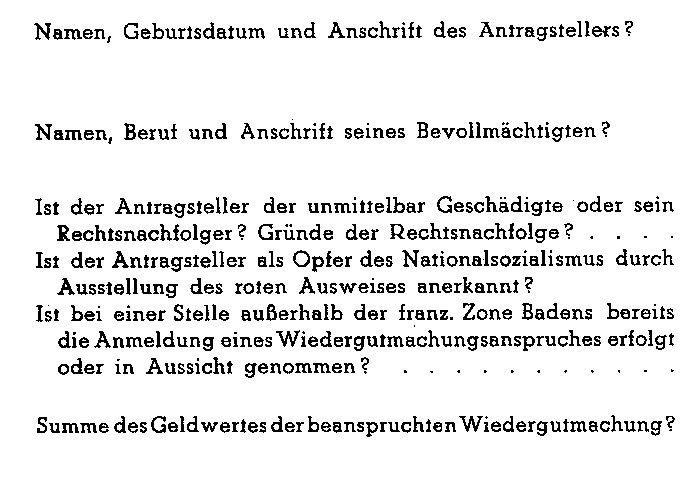 Namen, Geburtsdatum und Anschrift des Antragstellers?
Namen, Beruf und Anschrift seines Bevollmächtigten?
Ist der Antragsteller der unmittelbar Geschädigte oder sein
Rechtsnachfolger? Gründe der Rechtsnachfolge? . . . .
Ist der Antragsteller als Opfer des Nationalsozialismus durch
Ausstellung des roten Ausweises anerkannt?
Ist bei einer Stelle außerhalb der franz. Zone Badens bereits
die Anmeldung eines Wiedergutmachungsanspruches erfolgt
oder in Aussicht genommen? . . . . . . . . . . .
Summe des Geldwertes der beanspruchten Wiedergutmachung?